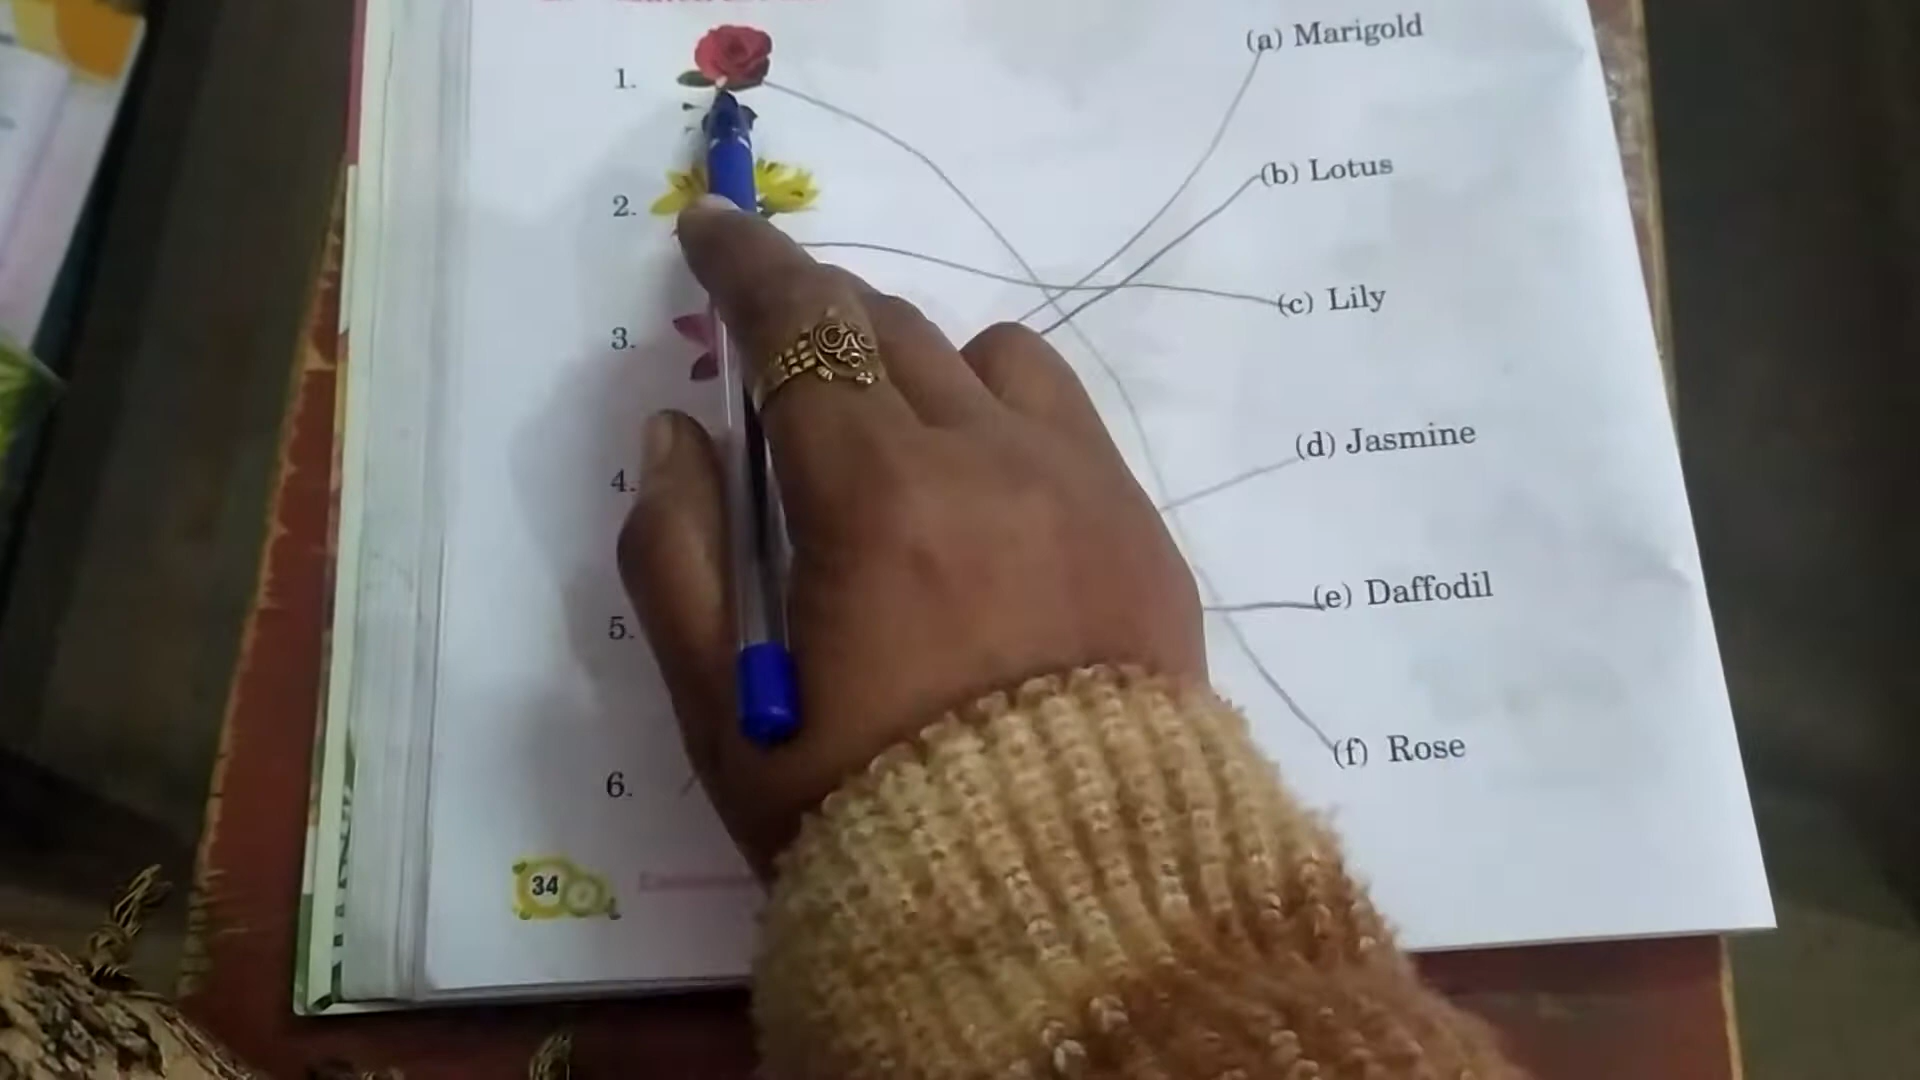 1.
(a) Marigold
2.
(b) Lotus
3.
(c) Lily
4.
(d) Jasmine
5.
(e) Daffodil
6.
(f) Rose
34